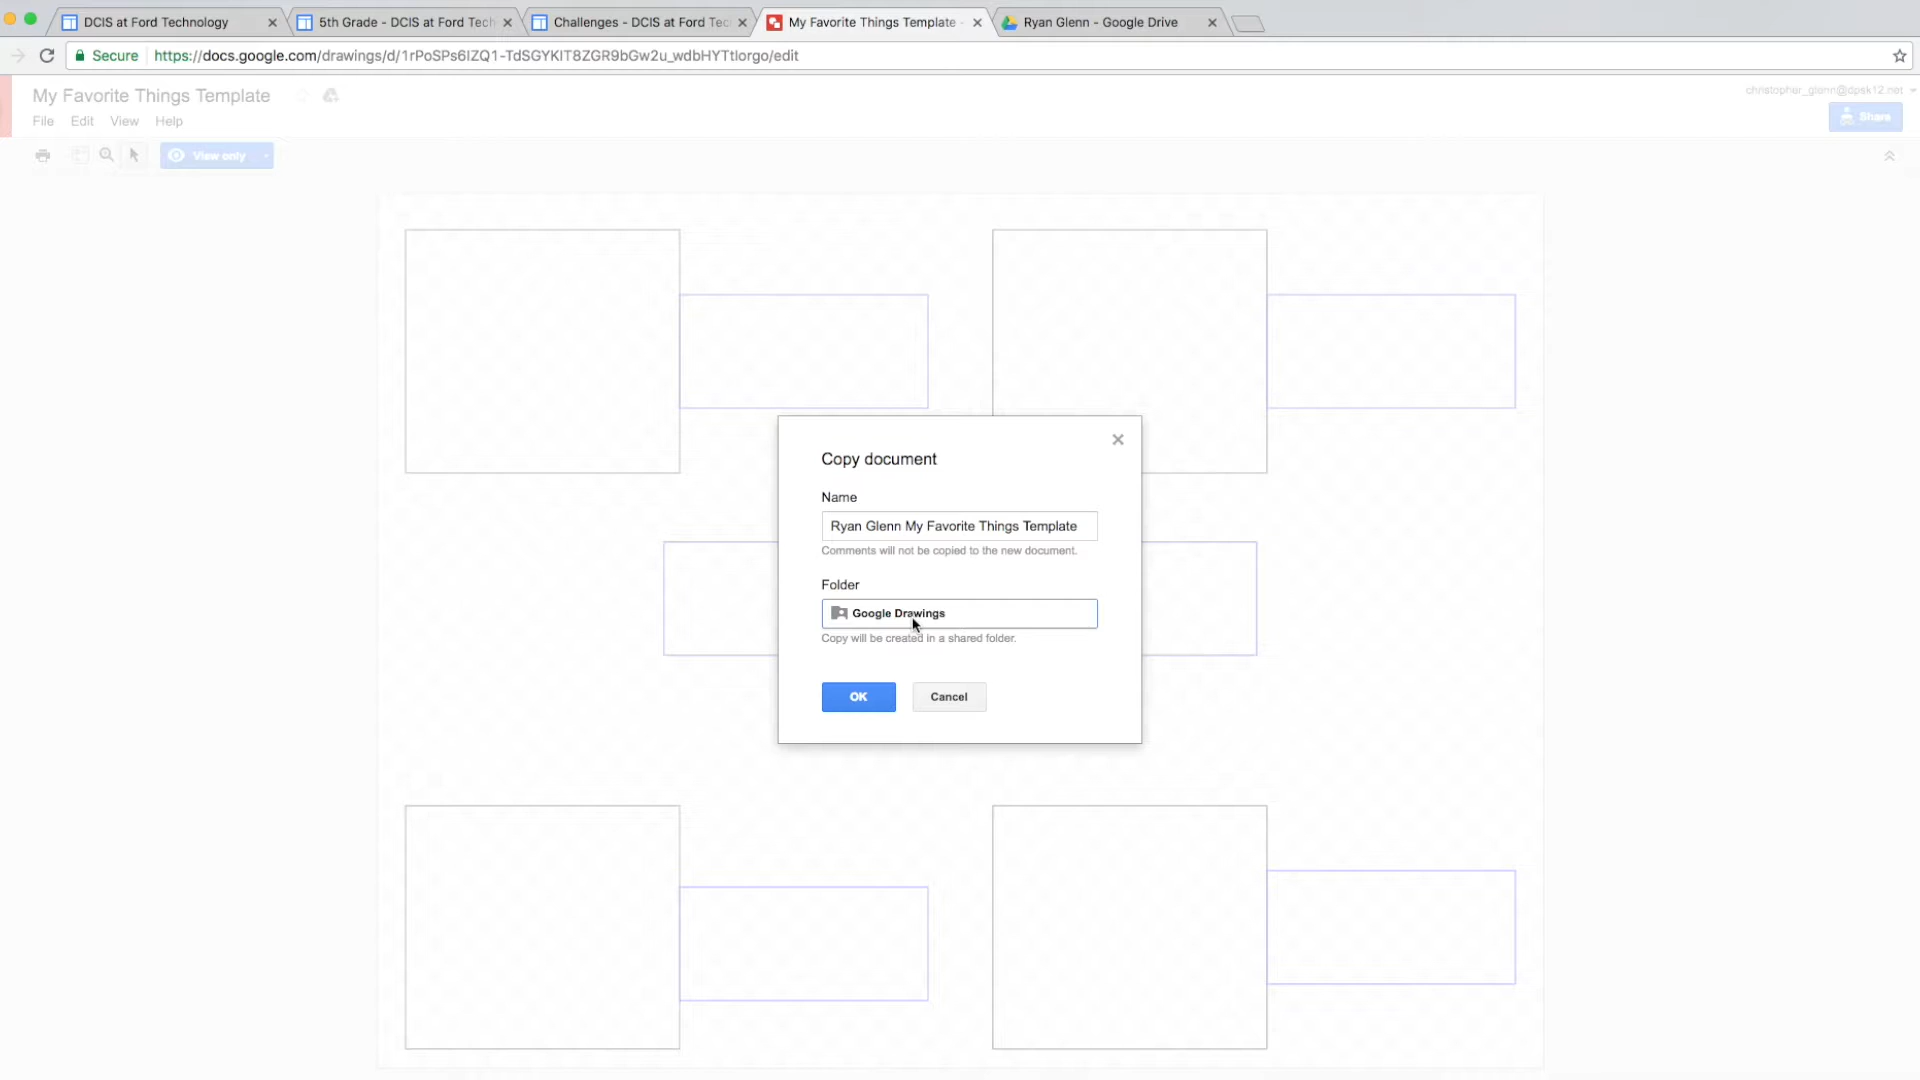 DCIS at Ford Technology
5th Grade - DCIS at Ford Tech
Challenges - DCIS at Ford Tec
My Favorite Things Template -
Ryan Glenn - Google Drive
Secure
https://docs.google.com/drawings/d/1rPoSPs6IZQ1-TdSGYKIT8ZGR9bGw2u_wdbHYTtlorgo/edit
My Favorite Things Template
christopher_glenn@dpsk12.net
File Edit View Help
Share
View only
Copy document
Name
Ryan Glenn My Favorite Things Template
Comments will not be copied to the new document.
Folder
Google Drawings
Copy will be created in a shared folder.
OK
Cancel